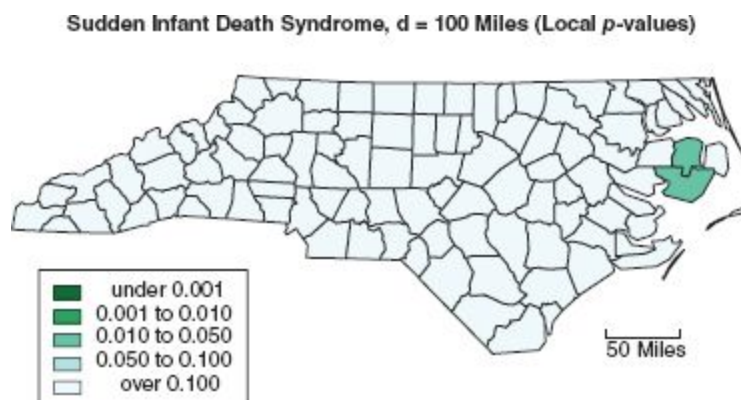 Sudden Infant Death Syndrome, d = 100 Miles (Local p-values)
under 0.001
0.001 to 0.010
0.010 to 0.050
0.050 to 0.100
over 0.100
50 Miles